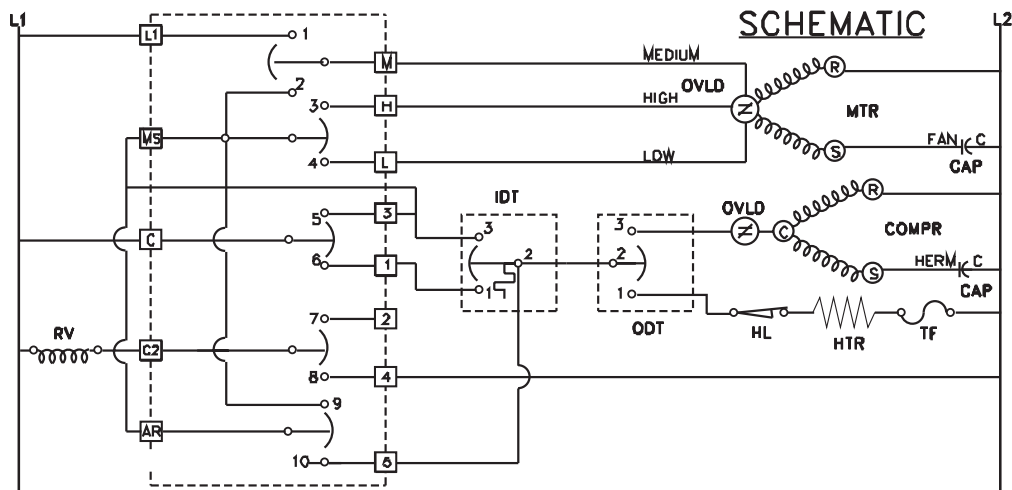 L1
SCHEMATIC
L2
L1
1
M
MEDIUM
2
OVLD
R
3
H
HIGH
MTR
MS
4
L
LOW
S
FAN
C
CAP
IDT
OVLD
R
5
3
3
3
2
2
C
COMPR
C
6
1
1
1
HERM
C
S
CAP
ODT
7
2
RV
HL
HTR
TF
C2
8
4
9
AR
10
5